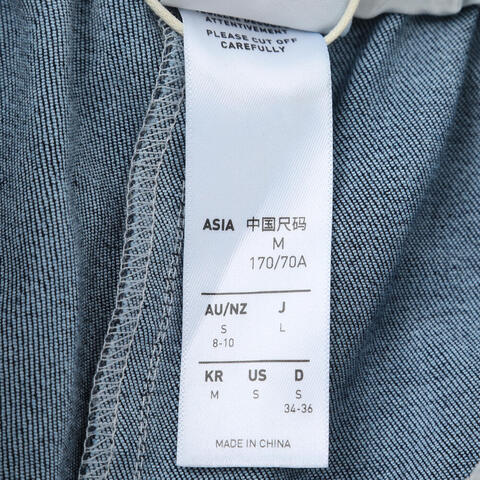 ATTENTIVEMENT
PLEASE CUT OFF
CAREFULLY
ASIA 中国尺码
M
170/70A
AU/NZ J
S L
8-10
KR US D
M S S
34-36
MADE IN CHINA